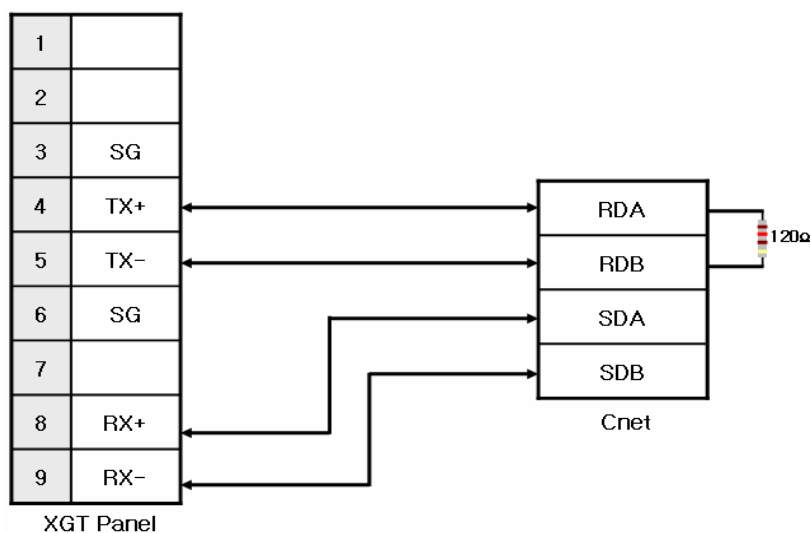 1
2
3 SG
4 TX+
5 TX-
6 SG
7
8 RX+
9 RX-
XGT Panel
RDA
RDB
SDA
SDB
Cnet
120Ω